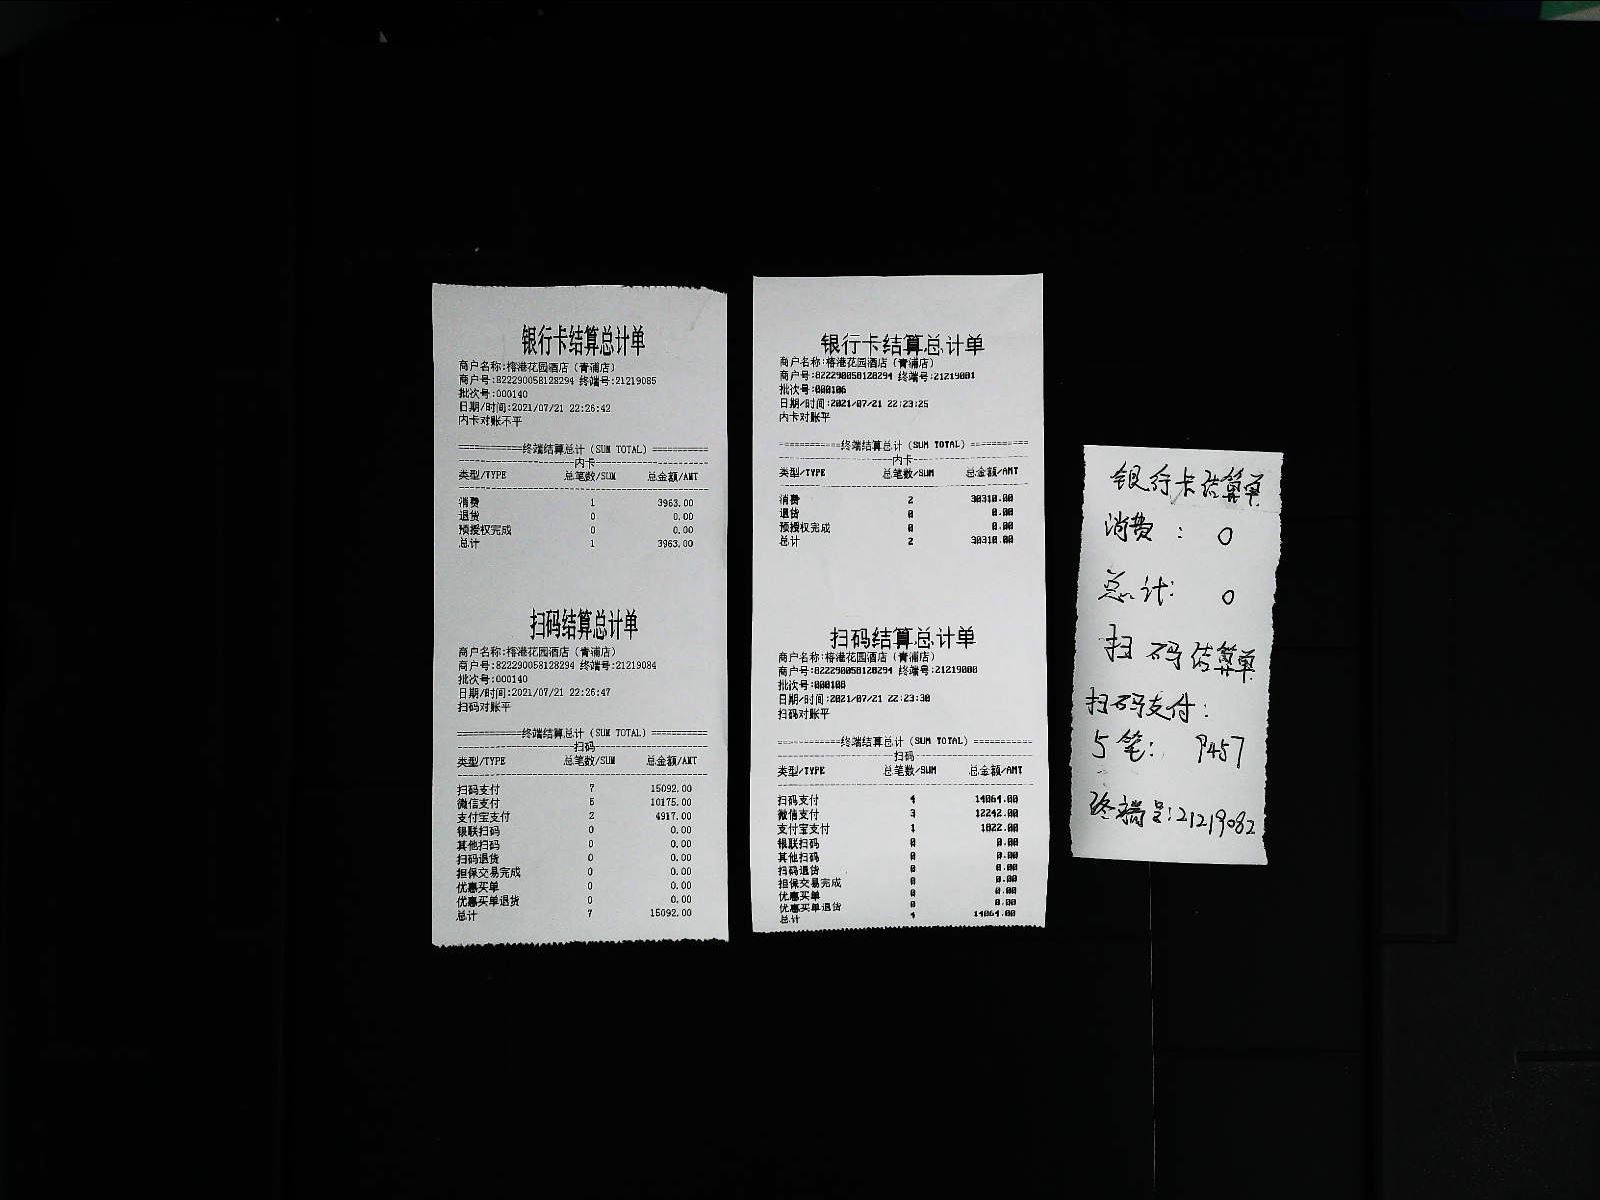 银行卡结算总计单
商户名称:榕港花园酒店（青浦店）
商户号:822290058128294 终端号:21219085
批次号:000140
日期/时间:2021/07/21 22:26:42
内卡对账不平
============终端结算总计(SUM TOTAL)============
内卡
类型/TYPE 总笔数/SUM 总金额/AMT
消费 1 3963.00
退货 0 0.00
预授权完成 0 0.00
总计 1 3963.00
扫码结算总计单
商户名称:榕港花园酒店（青浦店）
商户号:822290058128294 终端号:21219084
批次号:000140
日期/时间:2021/07/21 22:26:47
扫码对账平
============终端结算总计(SUM TOTAL)============
扫码
类型/TYPE 总笔数/SUM 总金额/AMT
扫码支付 7 15092.00
微信支付 5 10175.00
支付宝支付 2 4917.00
银联扫码 0 0.00
其他扫码 0 0.00
扫码退货 0 0.00
担保交易完成 0 0.00
优惠买单 0 0.00
优惠买单退货 0 0.00
总计 7 15092.00
银行卡结算总计单
商户名称:榕港花园酒店（青浦店）
商户号:822290058128294 终端号:21219081
批次号:000106
日期/时间:2021/07/21 22:23:25
内卡对账平
============终端结算总计(SUM TOTAL)============
内卡
类型/TYPE 总笔数/SUM 总金额/AMT
消费 2 30310.00
退货 0 0.00
预授权完成 0 0.00
总计 2 30310.00
扫码结算总计单
商户名称:榕港花园酒店（青浦店）
商户号:822290058128294 终端号:21219080
批次号:000108
日期/时间:2021/07/21 22:23:30
扫码对账平
============终端结算总计(SUM TOTAL)============
扫码
类型/TYPE 总笔数/SUM 总金额/AMT
扫码支付 4 14064.00
微信支付 3 12242.00
支付宝支付 1 1822.00
银联扫码 0 0.00
其他扫码 0 0.00
扫码退货 0 0.00
担保交易完成 0 0.00
优惠买单 0 0.00
优惠买单退货 0 0.00
总计 4 14064.00
银行卡结算单
消费: 0
总计: 0
扫码结算单
扫码支付:
5笔: 9457
终端号:21219082